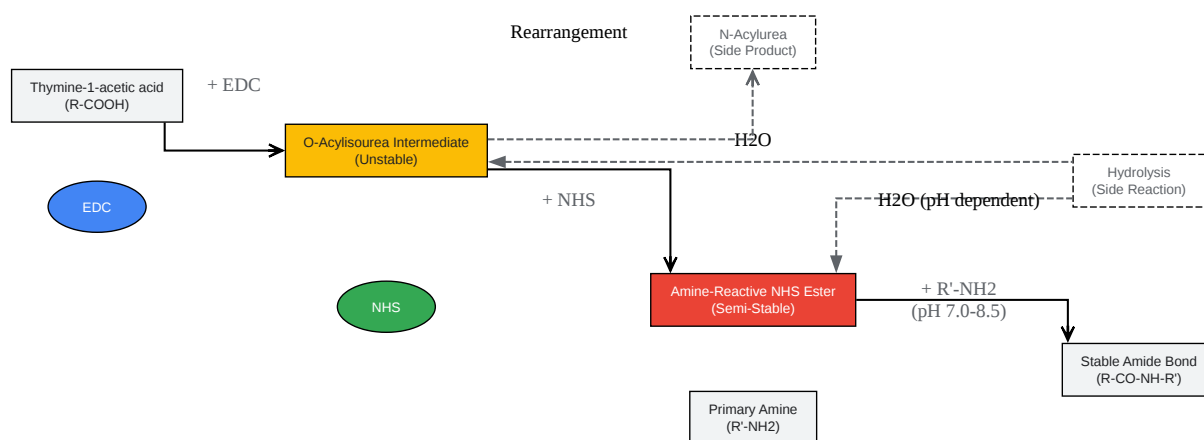 Rearrangement
N-Acylurea
(Side Product)
Thymine-1-acetic acid
(R-COOH)
+ EDC
O-Acylisourea Intermediate
(Unstable)
H2O
Hydrolysis
(Side Reaction)
EDC
+ NHS
H2O (pH dependent)
Amine-Reactive NHS Ester
(Semi-Stable)
+ R'-NH2
(pH 7.0-8.5)
NHS
Stable Amide Bond
(R-CO-NH-R')
Primary Amine
(R'-NH2)